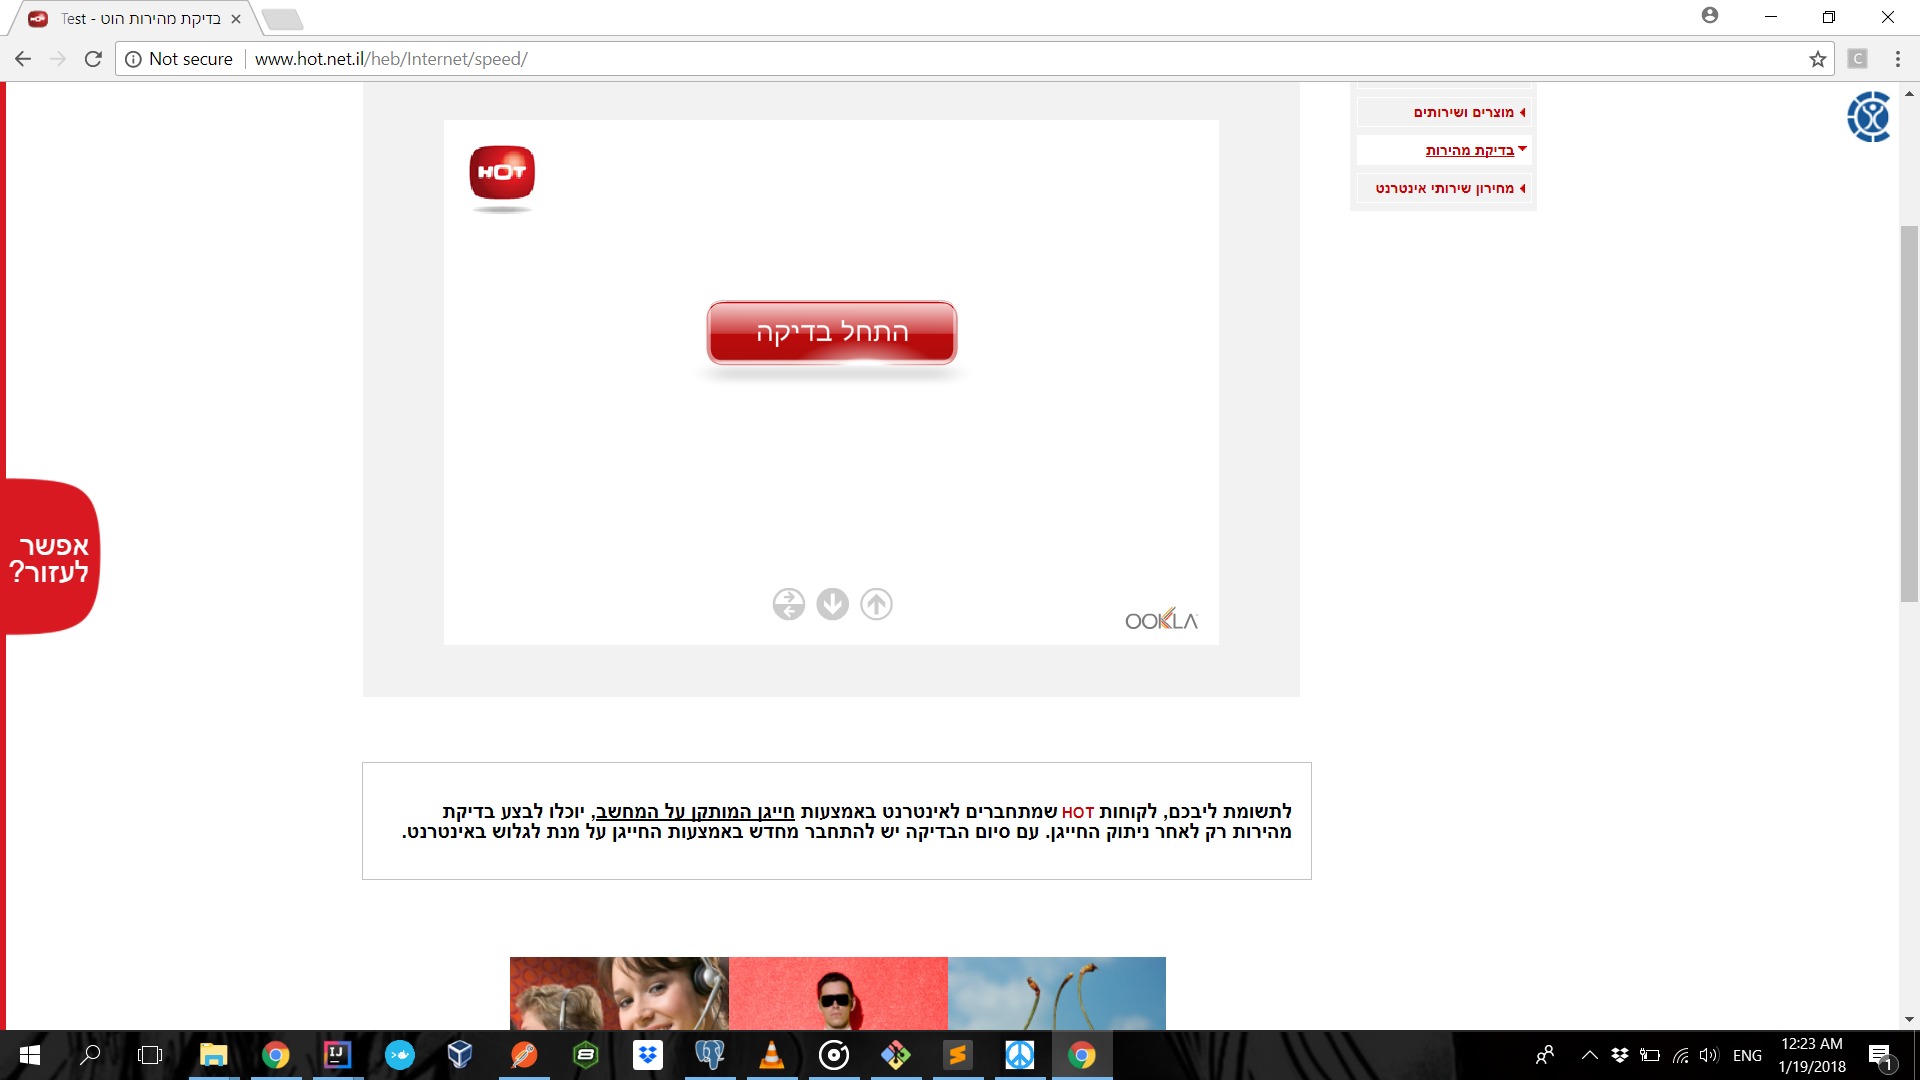 בדיקת מהירות הוט - Test
Not secure
www.hot.net.il/heb/Internet/speed/
C
מוצרים ושירותים
בדיקת מהירות
מחירון שירותי אינטרנט
HOT
התחל בדיקה
אפשר
לעזור?
OOKLA
לתשומת ליבכם, לקוחות HOT שמתחברים לאינטרנט באמצעות חייגן המותקן על המחשב, יוכלו לבצע בדיקת
מהירות רק לאחר ניתוק החייגן. עם סיום הבדיקה יש להתחבר מחדש באמצעות החייגן על מנת לגלוש באינטרנט.
IJ
ENG
12:23 AM
1/19/2018
1